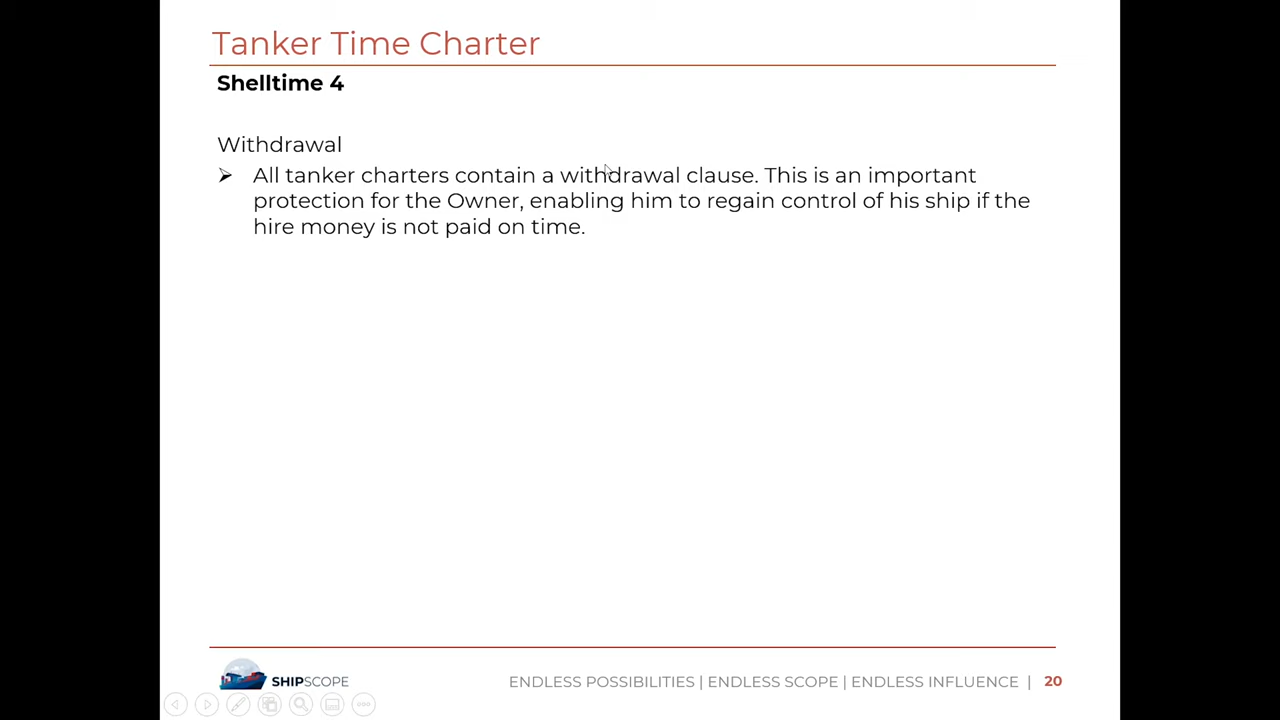 Tanker Time Charter
Shelltime 4
Withdrawal
➢ All tanker charters contain a withdrawal clause. This is an important
protection for the Owner, enabling him to regain control of his ship if the
hire money is not paid on time.
SHIPSCOPE
ENDLESS POSSIBILITIES | ENDLESS SCOPE | ENDLESS INFLUENCE | 20